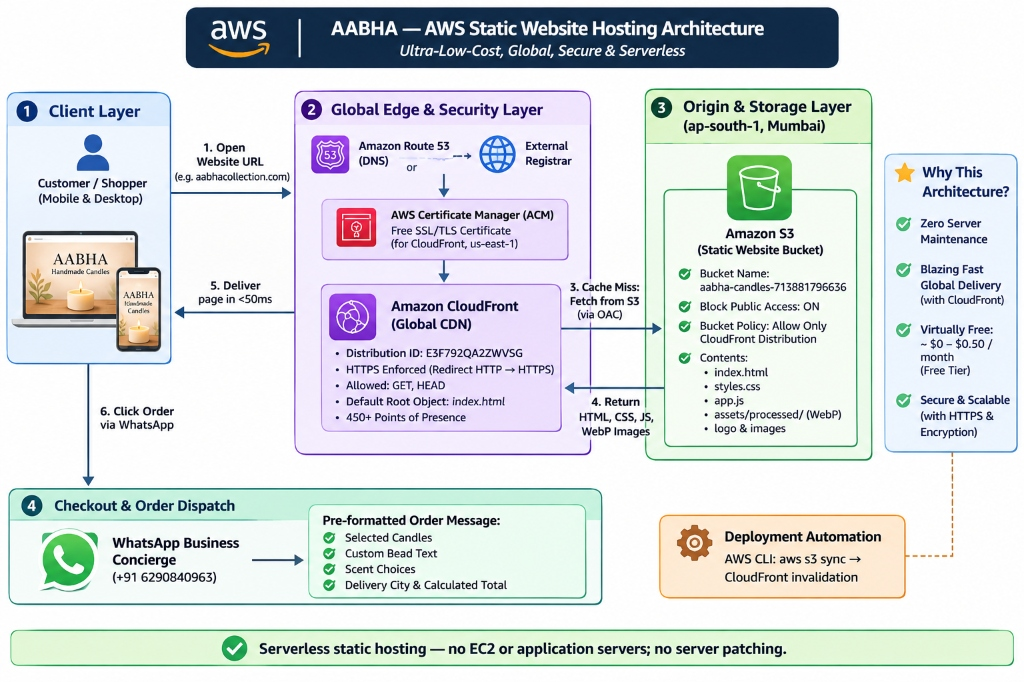 aws
AABHA — AWS Static Website Hosting Architecture
Ultra-Low-Cost, Global, Secure & Serverless
1 Client Layer
Customer / Shopper
(Mobile & Desktop)
AABHA
Handmade Candles
AABHA
Handmade
Candles
1. Open
Website URL
(e.g. aabhacollection.com)
5. Deliver
page in <50ms
6. Click Order
via WhatsApp
2 Global Edge & Security Layer
53
Amazon Route 53
(DNS)
or
External
Registrar
AWS Certificate Manager (ACM)
Free SSL/TLS Certificate
(for CloudFront, us-east-1)
Amazon CloudFront
(Global CDN)
• Distribution ID: E3F792QA2ZWVSG
• HTTPS Enforced (Redirect HTTP → HTTPS)
• Allowed: GET, HEAD
• Default Root Object: index.html
• 450+ Points of Presence
3. Cache Miss:
Fetch from S3
(via OAC)
4. Return
HTML, CSS, JS,
WebP Images
3 Origin & Storage Layer
(ap-south-1, Mumbai)
Amazon S3
(Static Website Bucket)
Bucket Name:
aabha-candles-713881796636
Block Public Access: ON
Bucket Policy: Allow Only
CloudFront Distribution
Contents:
• index.html
• styles.css
• app.js
• assets/processed/ (WebP)
• logo & images
Why This
Architecture?
Zero Server
Maintenance
Blazing Fast
Global Delivery
(with CloudFront)
Virtually Free:
~ $0 – $0.50 /
month
(Free Tier)
Secure & Scalable
(with HTTPS &
Encryption)
4 Checkout & Order Dispatch
WhatsApp Business
Concierge
(+91 6290840963)
Pre-formatted Order Message:
Selected Candles
Custom Bead Text
Scent Choices
Delivery City & Calculated Total
Deployment Automation
AWS CLI: aws s3 sync →
CloudFront invalidation
Serverless static hosting — no EC2 or application servers; no server patching.